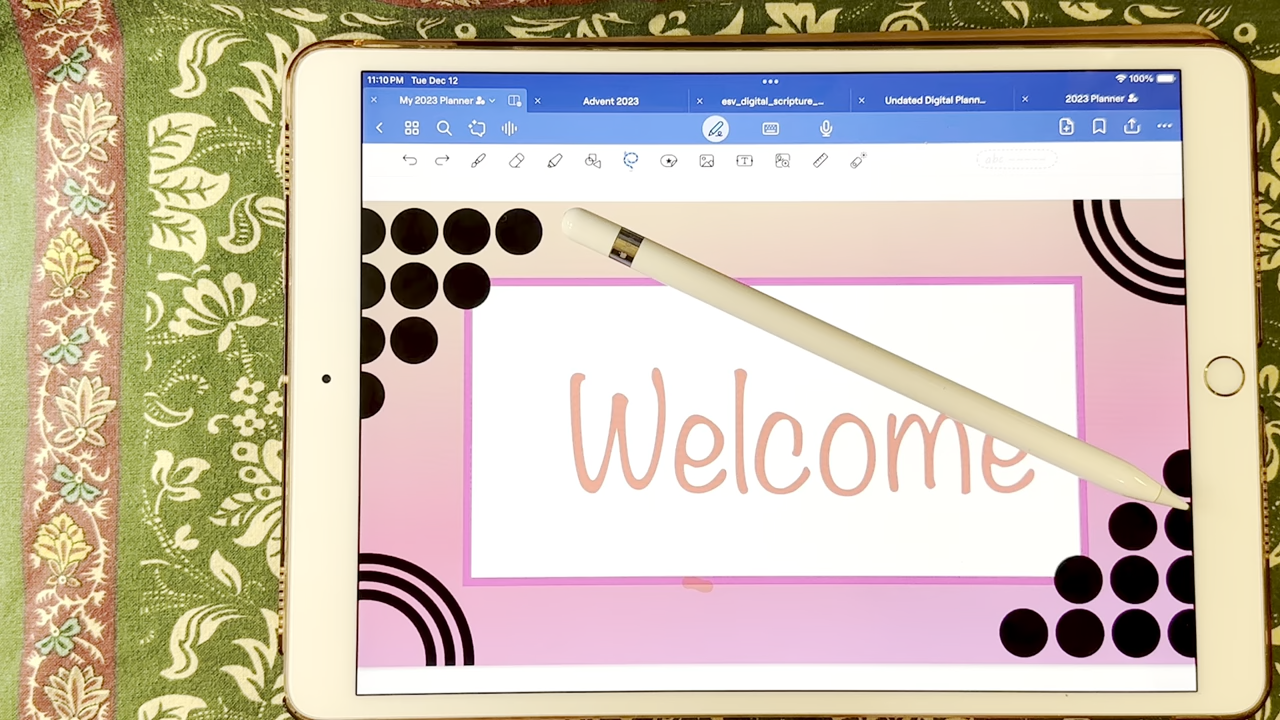 11:10 PM Tue Dec 12
100%
My 2023 Planner
Advent 2023
esv_digital_scripture_...
Undated Digital Plann...
2023 Planner
abc
Welcome